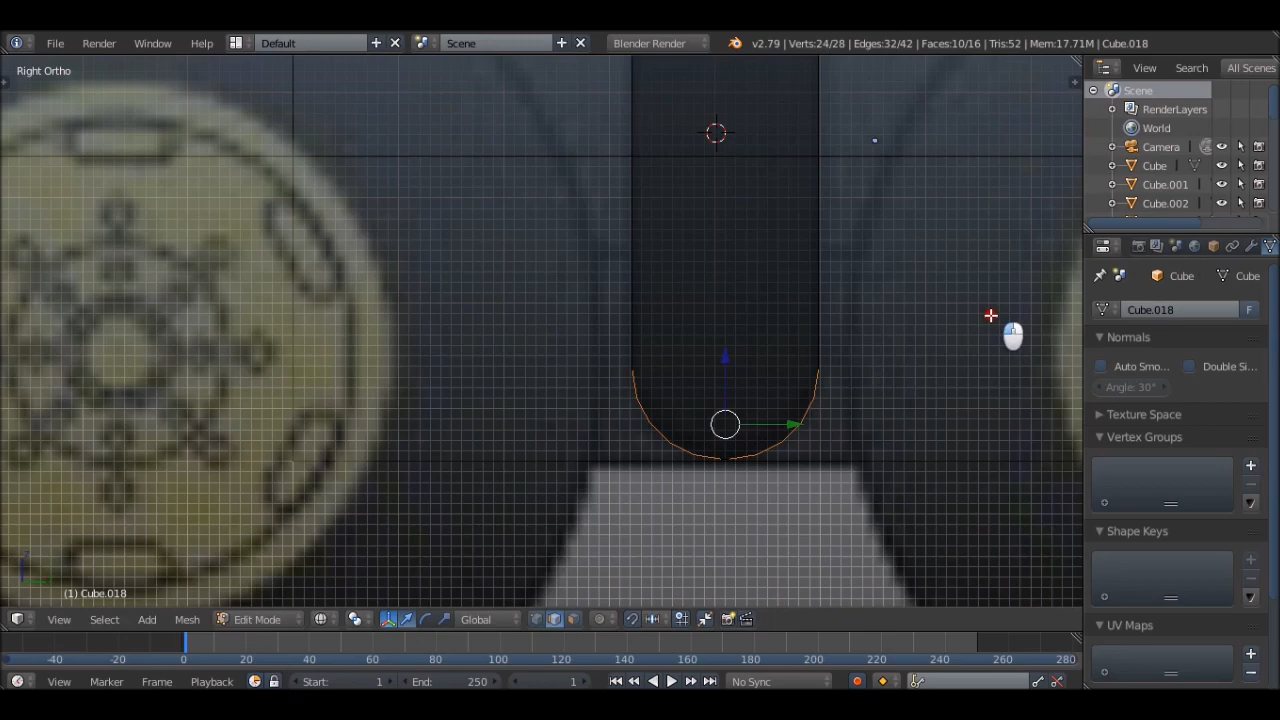 File Render Window Help Default Scene Blender Render v2.79 | Verts:24/28 | Edges:32/42 | Faces:10/16 | Tris:52 | Mem:17.71M | Cube.018
Right Ortho
View Search All Scenes
Scene
RenderLayers
World
Camera
Cube
Cube.001
Cube.002
Cube Cube
Cube.018 F
Normals
Auto Smo... Double Si...
Angle: 30°
Texture Space
Vertex Groups
Shape Keys
UV Maps
(1) Cube.018
View Select Add Mesh Edit Mode Global
-40 -20 0 20 40 60 80 100 120 140 160 180 200 220 240 260 280
View Marker Frame Playback Start: 1 End: 250 1 No Sync